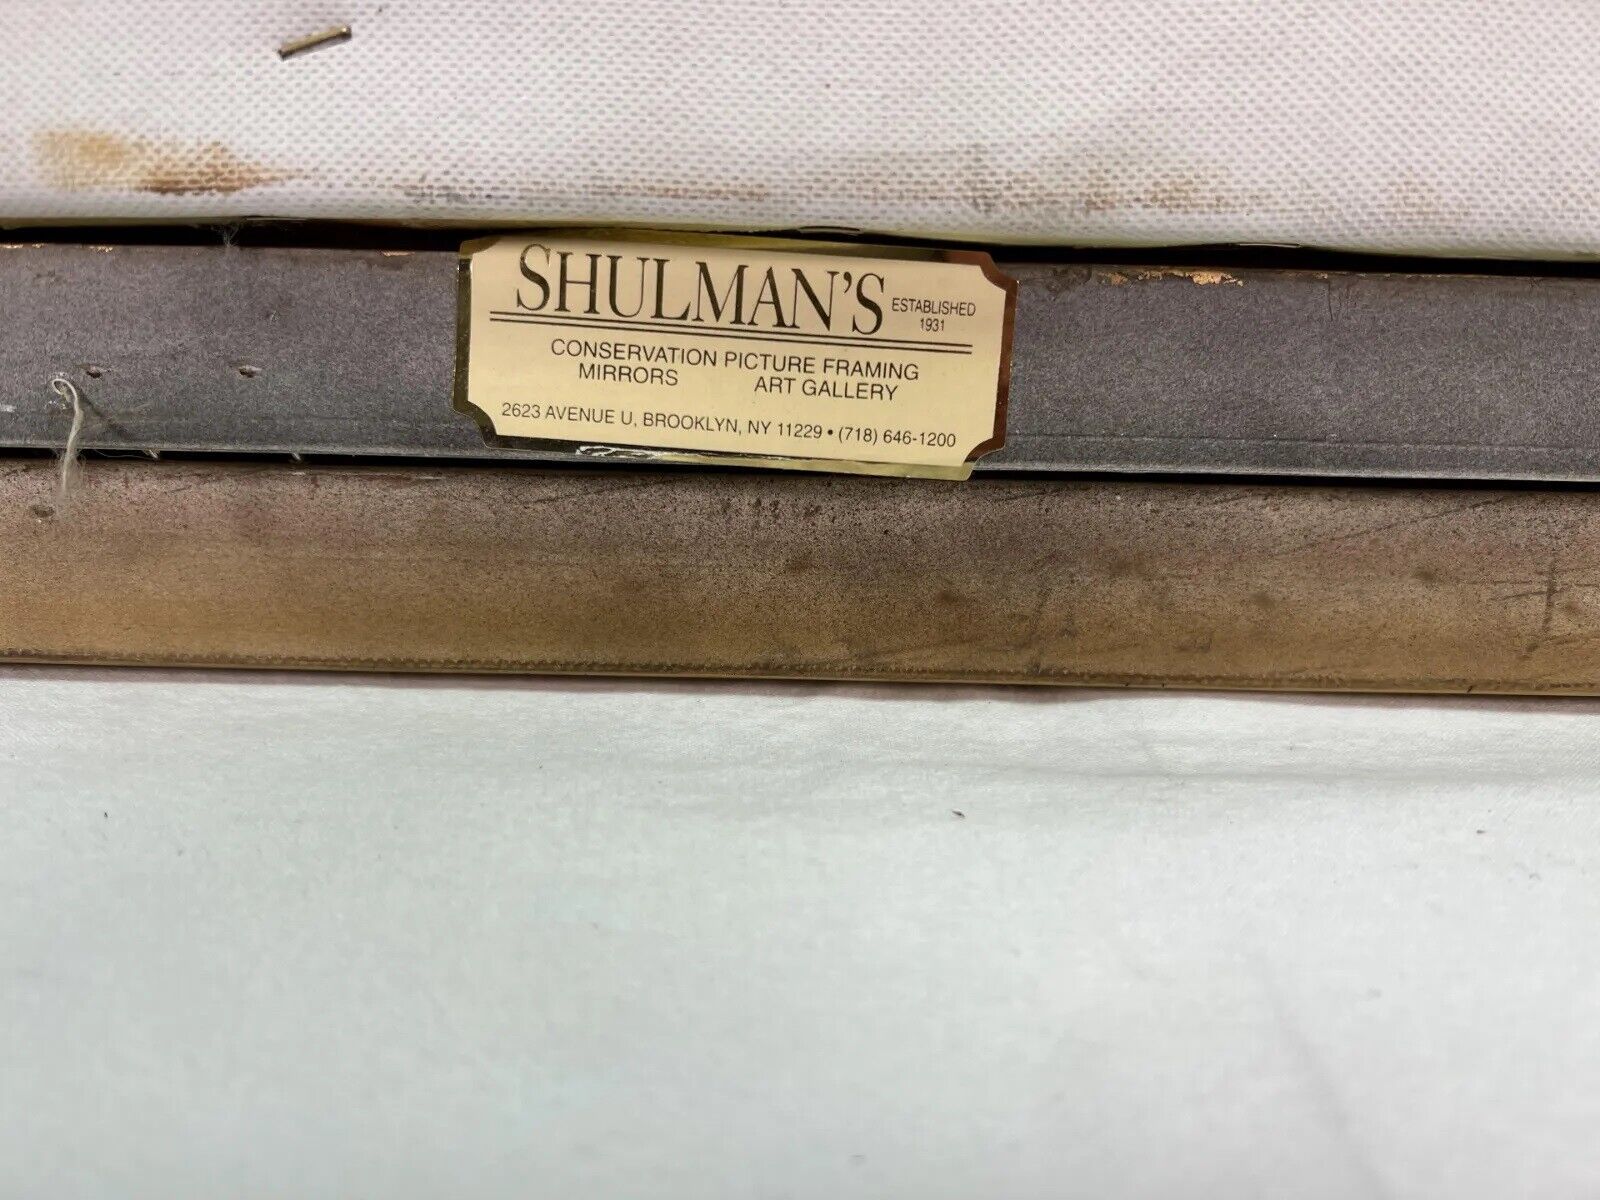 SHULMAN'S
ESTABLISHED
1931
CONSERVATION PICTURE FRAMING
MIRRORS ART GALLERY
2623 AVENUE U, BROOKLYN, NY 11229 • (718) 646-1200